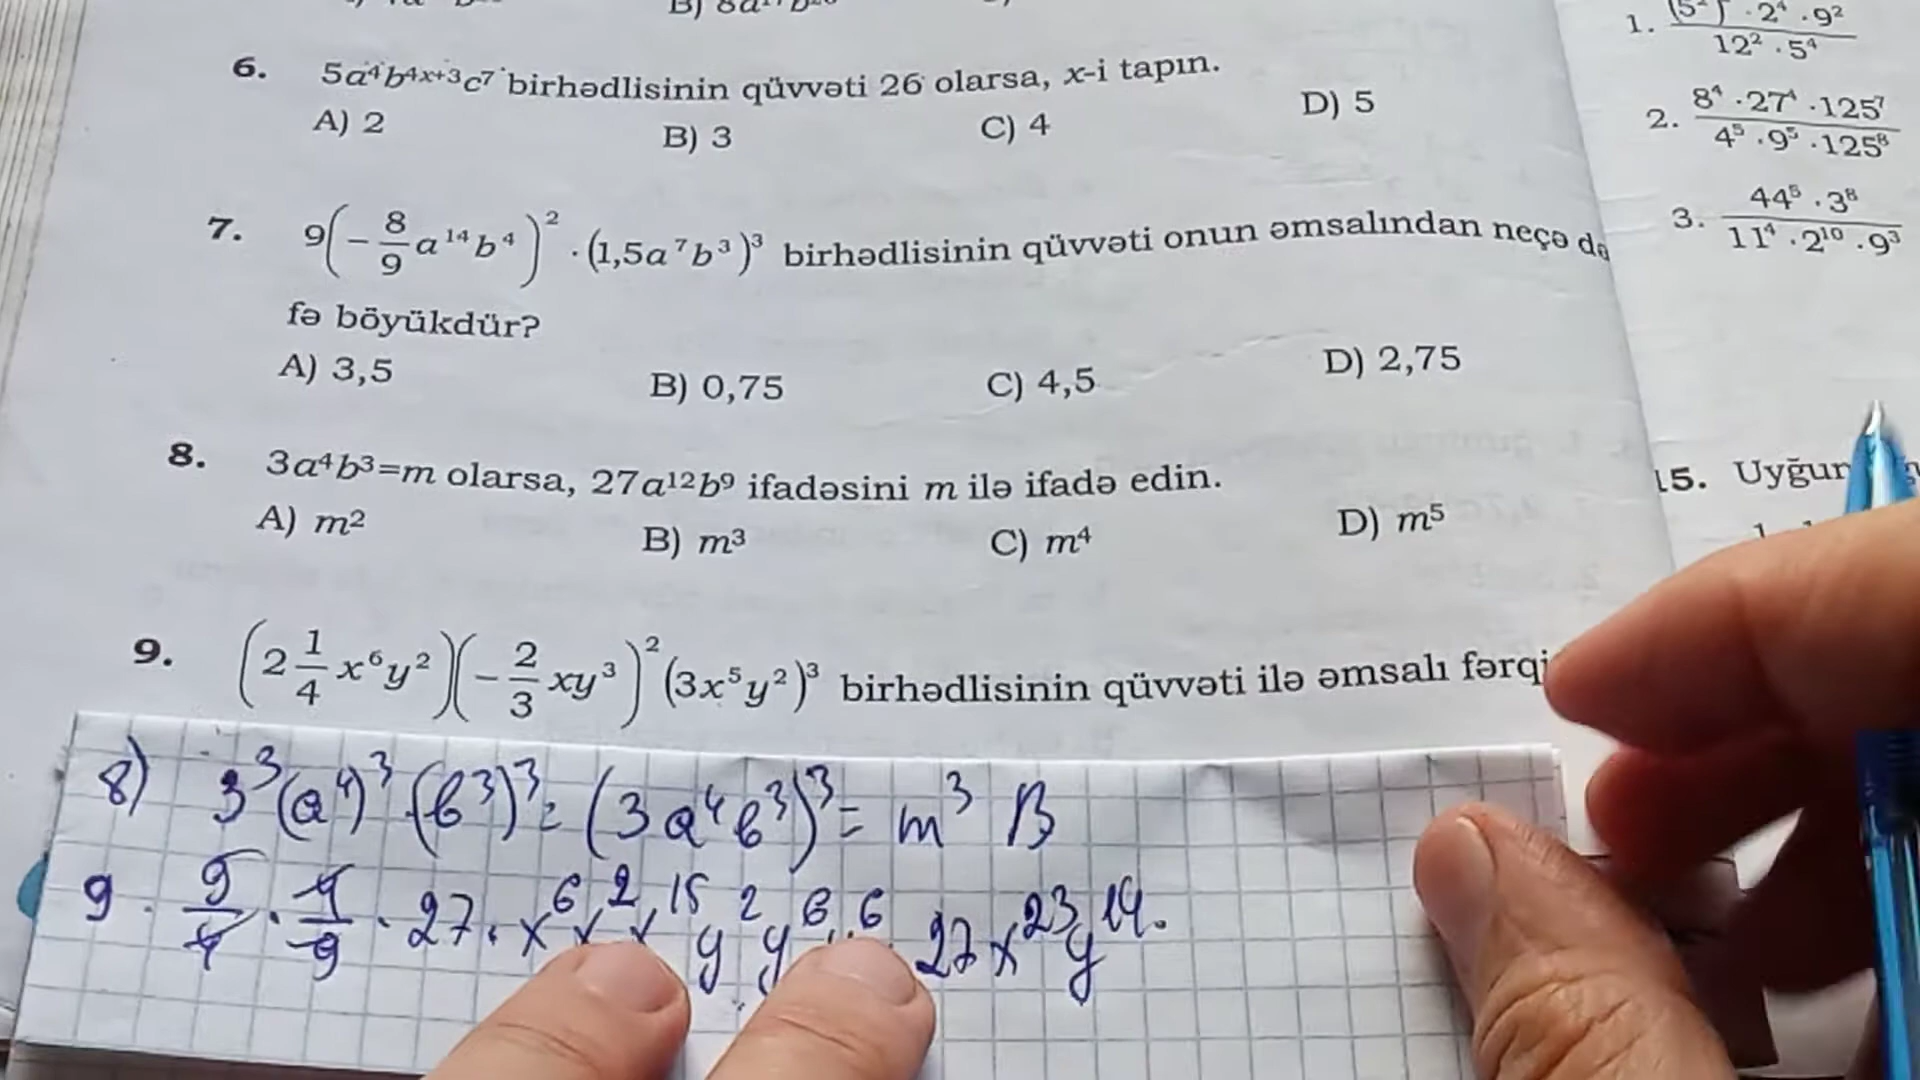 B) 8a
6. 5a⁴b⁴ˣ⁺³c⁷ birhədlisinin qüvvəti 26 olarsa, x-i tapın.
A) 2 B) 3 C) 4 D) 5
7. 9(-8/9 a¹⁴b⁴)² · (1,5a⁷b³)³ birhədlisinin qüvvəti onun əmsalından neçə də
fə böyükdür?
A) 3,5 B) 0,75 C) 4,5 D) 2,75
8. 3a⁴b³=m olarsa, 27a¹²b⁹ ifadəsini m ilə ifadə edin.
A) m² B) m³ C) m⁴ D) m⁵
9. (2 1/4 x⁶y²)(-2/3 xy³)²(3x⁵y²)³ birhədlisinin qüvvəti ilə əmsalı fərqi
8) 3³(a⁴)³·(b³)³= (3a⁴b³)³= m³ B
9. 9/4 · 4/9 · 27 · x⁶ x² x¹⁵ y² y⁶ ⁶ 27x²³y¹⁴.
1. (5²) · 2⁴ · 9² / 12² · 5⁴
2. 8⁴ · 27⁴ · 125⁷ / 4⁵ · 9⁵ · 125⁸
3. 44⁵ · 3⁸ / 11⁴ · 2¹⁰ · 9³
15. Uyğun